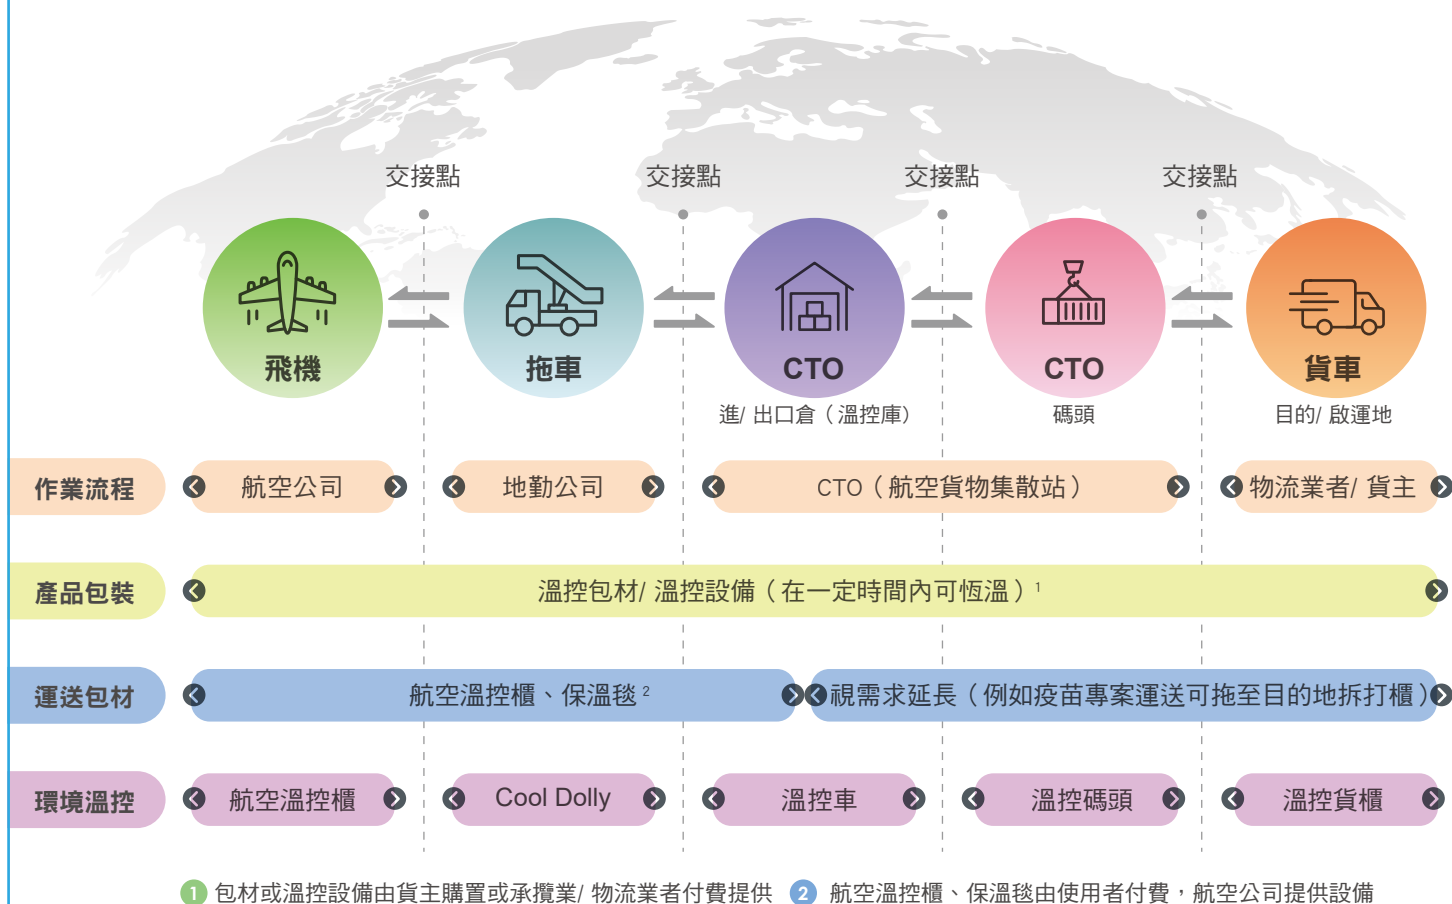 交接點 交接點 交接點 交接點
飛機 拖車 CTO CTO 貨車
進/ 出口倉（溫控庫） 碼頭 目的/ 啟運地
作業流程 航空公司 地勤公司 CTO（航空貨物集散站） 物流業者/ 貨主
產品包裝 溫控包材/ 溫控設備（在一定時間內可恆溫）1
運送包材 航空溫控櫃、保溫毯 2 視需求延長（例如疫苗專案運送可拖至目的地拆打櫃）
環境溫控 航空溫控櫃 Cool Dolly 溫控車 溫控碼頭 溫控貨櫃
1 包材或溫控設備由貨主購置或承攬業/ 物流業者付費提供 2 航空溫控櫃、保溫毯由使用者付費，航空公司提供設備